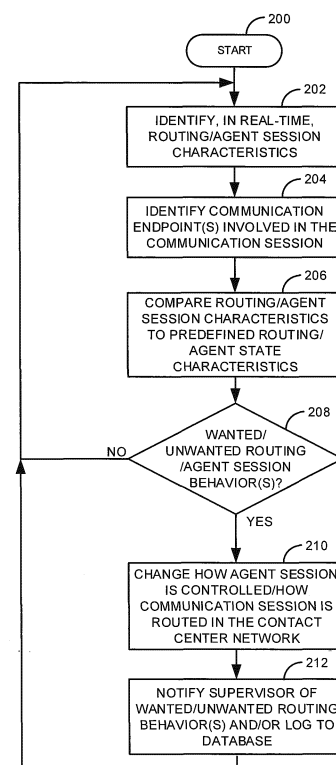 200
START
202
IDENTIFY, IN REAL-TIME,
ROUTING/AGENT SESSION
CHARACTERISTICS
204
IDENTIFY COMMUNICATION
ENDPOINT(S) INVOLVED IN THE
COMMUNICATION SESSION
206
COMPARE ROUTING/AGENT
SESSION CHARACTERISTICS
TO PREDEFINED ROUTING/
AGENT STATE
CHARACTERISTICS
208
WANTED/
UNWANTED ROUTING
/AGENT SESSION
BEHAVIOR(S)?
NO
YES
210
CHANGE HOW AGENT SESSION
IS CONTROLLED/HOW
COMMUNICATION SESSION IS
ROUTED IN THE CONTACT
CENTER NETWORK
212
NOTIFY SUPERVISOR OF
WANTED/UNWANTED ROUTING
BEHAVIOR(S) AND/OR LOG TO
DATABASE